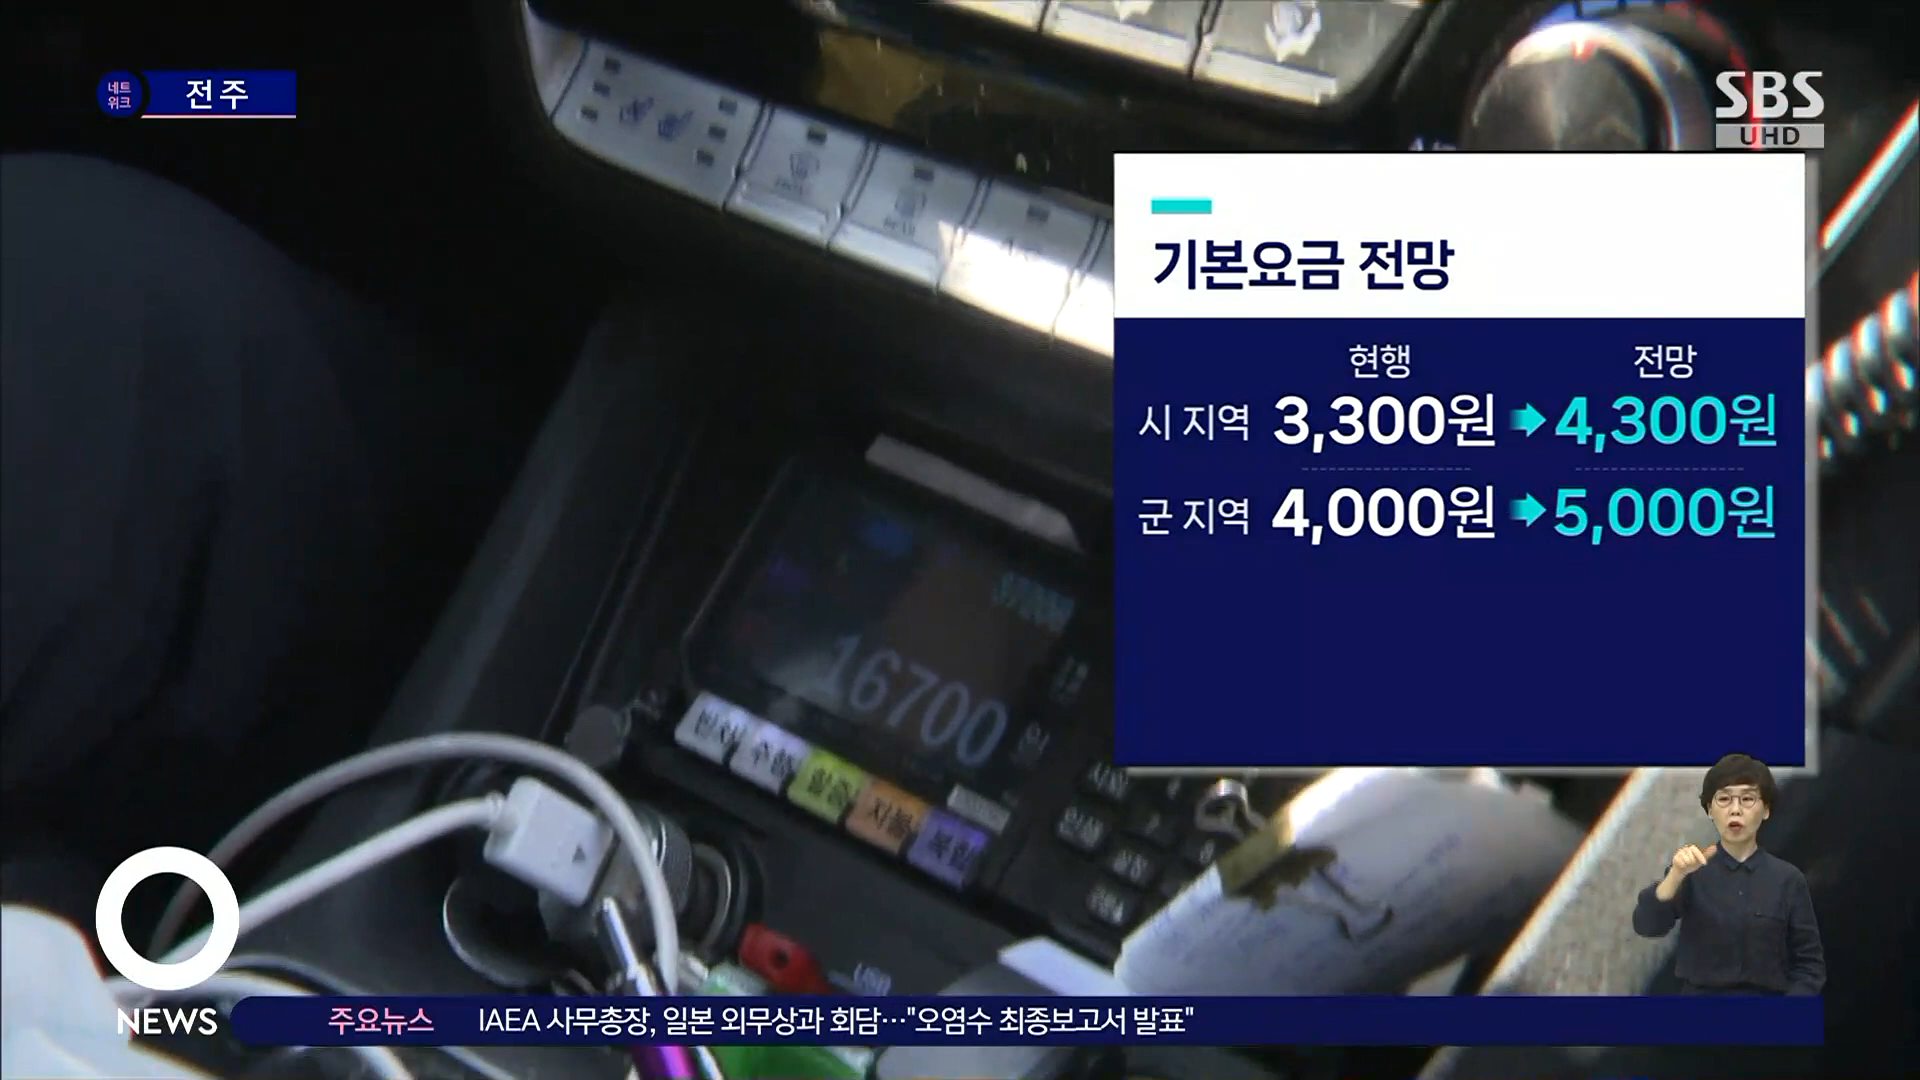 네트
워크
전주
SBS
UHD
기본요금 전망
현행 전망
시 지역 3,300원 4,300원
군 지역 4,000원 5,000원
16700
할증
NEWS
주요뉴스 IAEA 사무총장, 일본 외무상과 회담…"오염수 최종보고서 발표"